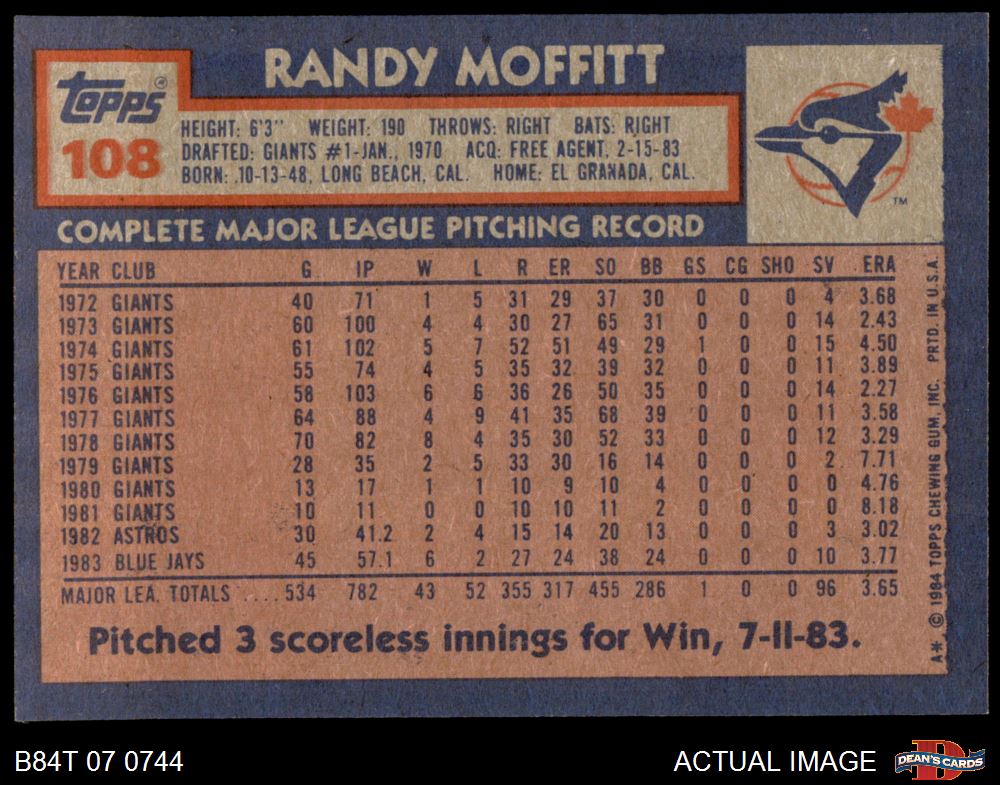 RANDY MOFFITT
TOPPS ®
108
HEIGHT: 6'3" WEIGHT: 190 THROWS: RIGHT BATS: RIGHT
DRAFTED: GIANTS #1-JAN., 1970 ACQ: FREE AGENT, 2-15-83
BORN: 10-13-48, LONG BEACH, CAL. HOME: EL GRANADA, CAL.
TM
COMPLETE MAJOR LEAGUE PITCHING RECORD
YEAR CLUB G IP W L R ER SO BB GS CG SHO SV ERA
1972 GIANTS 40 71 1 5 31 29 37 30 0 0 0 4 3.68
1973 GIANTS 60 100 4 4 30 27 65 31 0 0 0 14 2.43
1974 GIANTS 61 102 5 7 52 51 49 29 1 0 0 15 4.50
1975 GIANTS 55 74 4 5 35 32 39 32 0 0 0 11 3.89
1976 GIANTS 58 103 6 6 36 26 50 35 0 0 0 14 2.27
1977 GIANTS 64 88 4 9 41 35 68 39 0 0 0 11 3.58
1978 GIANTS 70 82 8 4 35 30 52 33 0 0 0 12 3.29
1979 GIANTS 28 35 2 5 33 30 16 14 0 0 0 2 7.71
1980 GIANTS 13 17 1 1 10 9 10 4 0 0 0 0 4.76
1981 GIANTS 10 11 0 0 10 10 11 2 0 0 0 0 8.18
1982 ASTROS 30 41.2 2 4 15 14 20 13 0 0 0 3 3.02
1983 BLUE JAYS 45 57.1 6 2 27 24 38 24 0 0 0 10 3.77
MAJOR LEA. TOTALS .... 534 782 43 52 355 317 455 286 1 0 0 96 3.65
Pitched 3 scoreless innings for Win, 7-11-83.
A* © 1984 TOPPS CHEWING GUM, INC. PRTD. IN U.S.A.
B84T 07 0744
ACTUAL IMAGE
DEAN'S CARDS